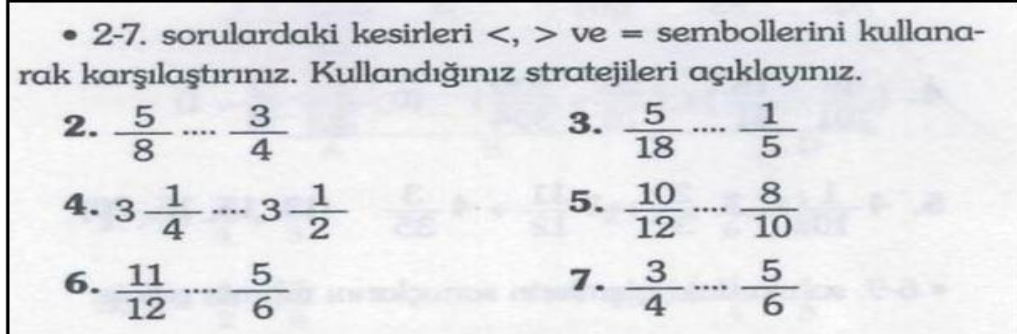 • 2-7. sorulardaki kesirleri <, > ve = sembollerini kullana-
rak karşılaştırınız. Kullandığınız stratejileri açıklayınız.
2. 5/8 .... 3/4
3. 5/18 .... 1/5
4. 3 1/4 .... 3 1/2
5. 10/12 .... 8/10
6. 11/12 .... 5/6
7. 3/4 .... 5/6